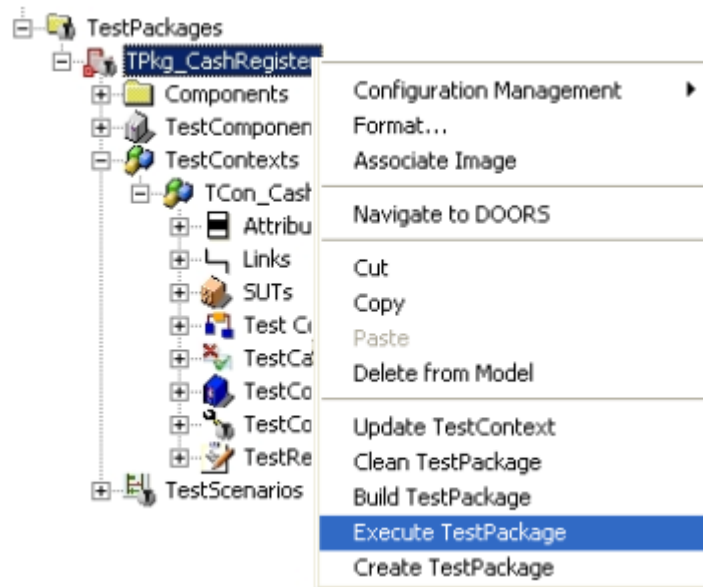 TestPackages
TPkg_CashRegister
Components
TestComponen
TestContexts
TCon_Cash
Attribu
Links
SUTs
Test Co
TestCa
TestCo
TestCo
TestRe
TestScenarios
Configuration Management
Format...
Associate Image
Navigate to DOORS
Cut
Copy
Paste
Delete from Model
Update TestContext
Clean TestPackage
Build TestPackage
Execute TestPackage
Create TestPackage